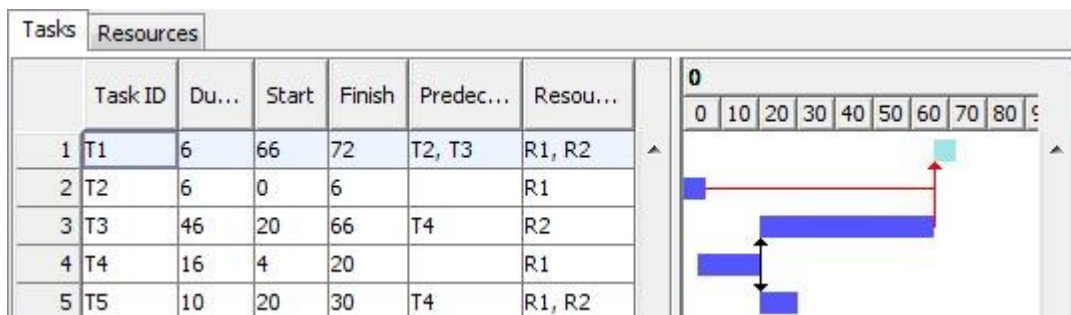 Tasks Resources
Task ID Du... Start Finish Predec... Resou...
0
0 10 20 30 40 50 60 70 80
1 T1 6 66 72 T2, T3 R1, R2
2 T2 6 0 6 R1
3 T3 46 20 66 T4 R2
4 T4 16 4 20 R1
5 T5 10 20 30 T4 R1, R2